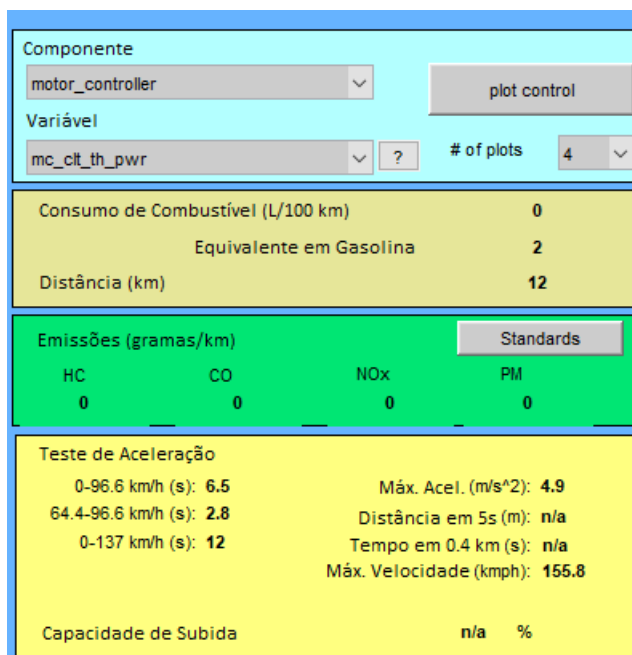 Componente
motor_controller
plot control
Variável
mc_clt_th_pwr ? # of plots 4
Consumo de Combustível (L/100 km) 0
Equivalente em Gasolina 2
Distância (km) 12
Emissões (gramas/km) Standards
HC CO NOx PM
0 0 0 0
Teste de Aceleração
0-96.6 km/h (s): 6.5 Máx. Acel. (m/s^2): 4.9
64.4-96.6 km/h (s): 2.8 Distância em 5s (m): n/a
0-137 km/h (s): 12 Tempo em 0.4 km (s): n/a
Máx. Velocidade (kmph): 155.8
Capacidade de Subida n/a %